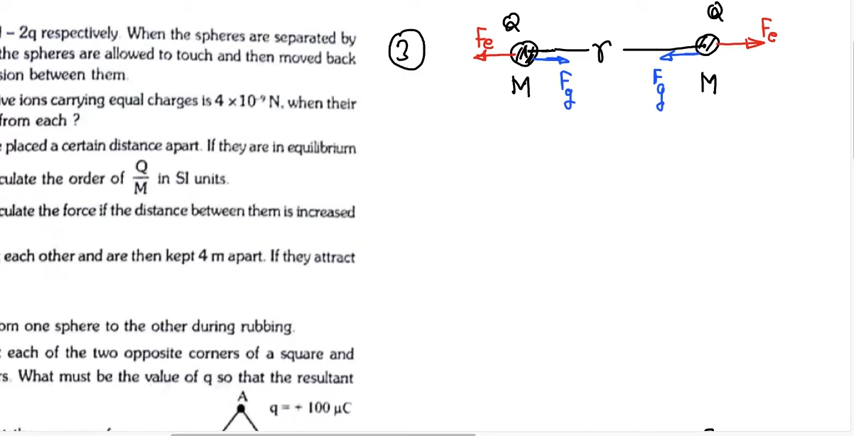 – 2q respectively. When the spheres are separated by
the spheres are allowed to touch and then moved back
sion between them.
ve ions carrying equal charges is 4 × 10⁻⁹ N, when their
from each ?
placed a certain distance apart. If they are in equilibrium
culate the order of Q/M in SI units.
culate the force if the distance between them is increased
each other and are then kept 4 m apart. If they attract
orn one sphere to the other during rubbing.
each of the two opposite corners of a square and
rs. What must be the value of q so that the resultant
A
q = + 100 μC
3
Q Q
Fe r Fe
M Fg Fg M